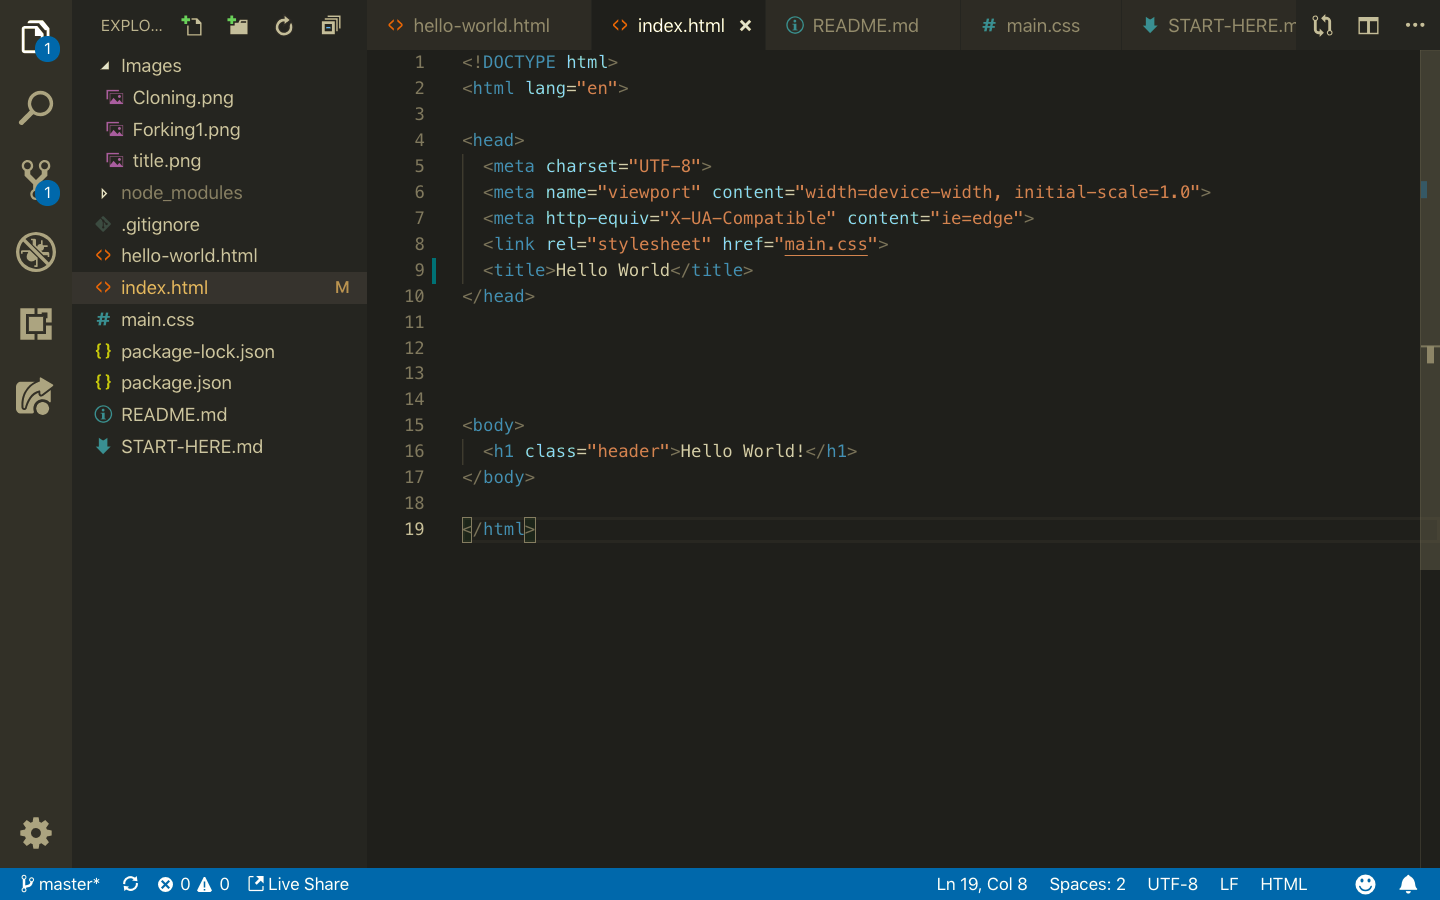 EXPLO...
hello-world.html
index.html
README.md
main.css
START-HERE.m
1
1
Images
Cloning.png
Forking1.png
title.png
node_modules
.gitignore
hello-world.html
index.html M
main.css
package-lock.json
package.json
README.md
START-HERE.md
1 <!DOCTYPE html>
2 <html lang="en">
3
4 <head>
5 <meta charset="UTF-8">
6 <meta name="viewport" content="width=device-width, initial-scale=1.0">
7 <meta http-equiv="X-UA-Compatible" content="ie=edge">
8 <link rel="stylesheet" href="main.css">
9 <title>Hello World</title>
10 </head>
11
12
13
14
15 <body>
16 <h1 class="header">Hello World!</h1>
17 </body>
18
19 </html>
master* 0 0 Live Share Ln 19, Col 8 Spaces: 2 UTF-8 LF HTML